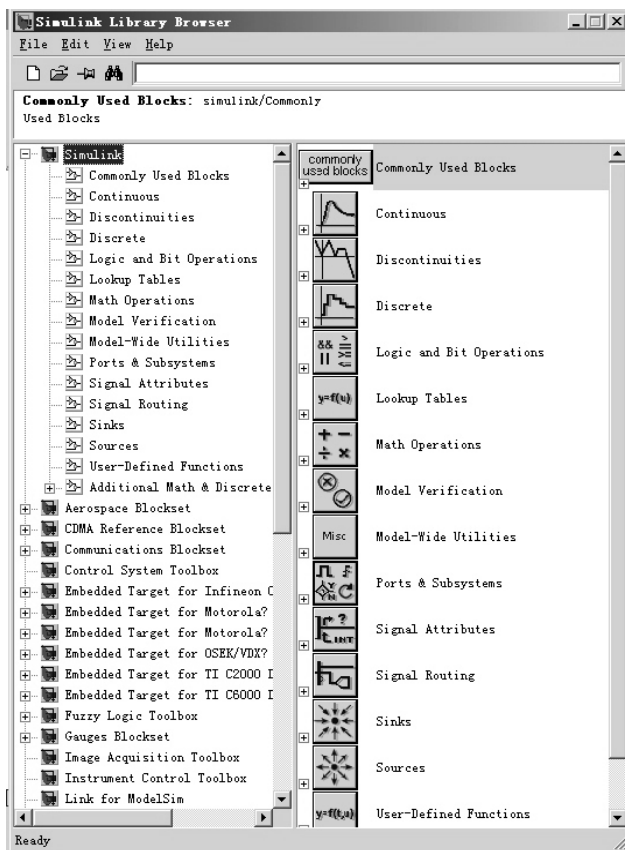 Simulink Library Browser
File Edit View Help
Commonly Used Blocks: simulink/Commonly
Used Blocks
Simulink
Commonly Used Blocks
Continuous
Discontinuities
Discrete
Logic and Bit Operations
Lookup Tables
Math Operations
Model Verification
Model-Wide Utilities
Ports & Subsystems
Signal Attributes
Signal Routing
Sinks
Sources
User-Defined Functions
Additional Math & Discrete
Aerospace Blockset
CDMA Reference Blockset
Communications Blockset
Control System Toolbox
Embedded Target for Infineon C
Embedded Target for Motorola?
Embedded Target for Motorola?
Embedded Target for OSEK/VDX?
Embedded Target for TI C2000 I
Embedded Target for TI C6000 I
Fuzzy Logic Toolbox
Gauges Blockset
Image Acquisition Toolbox
Instrument Control Toolbox
Link for ModelSim
commonly
used blocks
Commonly Used Blocks
Continuous
Discontinuities
Discrete
&& || > >= <=
Logic and Bit Operations
y=f(u)
Lookup Tables
+ − ÷ ×
Math Operations
Model Verification
Misc
Model-Wide Utilities
Ports & Subsystems
?
INT
Signal Attributes
Signal Routing
Sinks
Sources
y=f(t,u)
User-Defined Functions
Ready